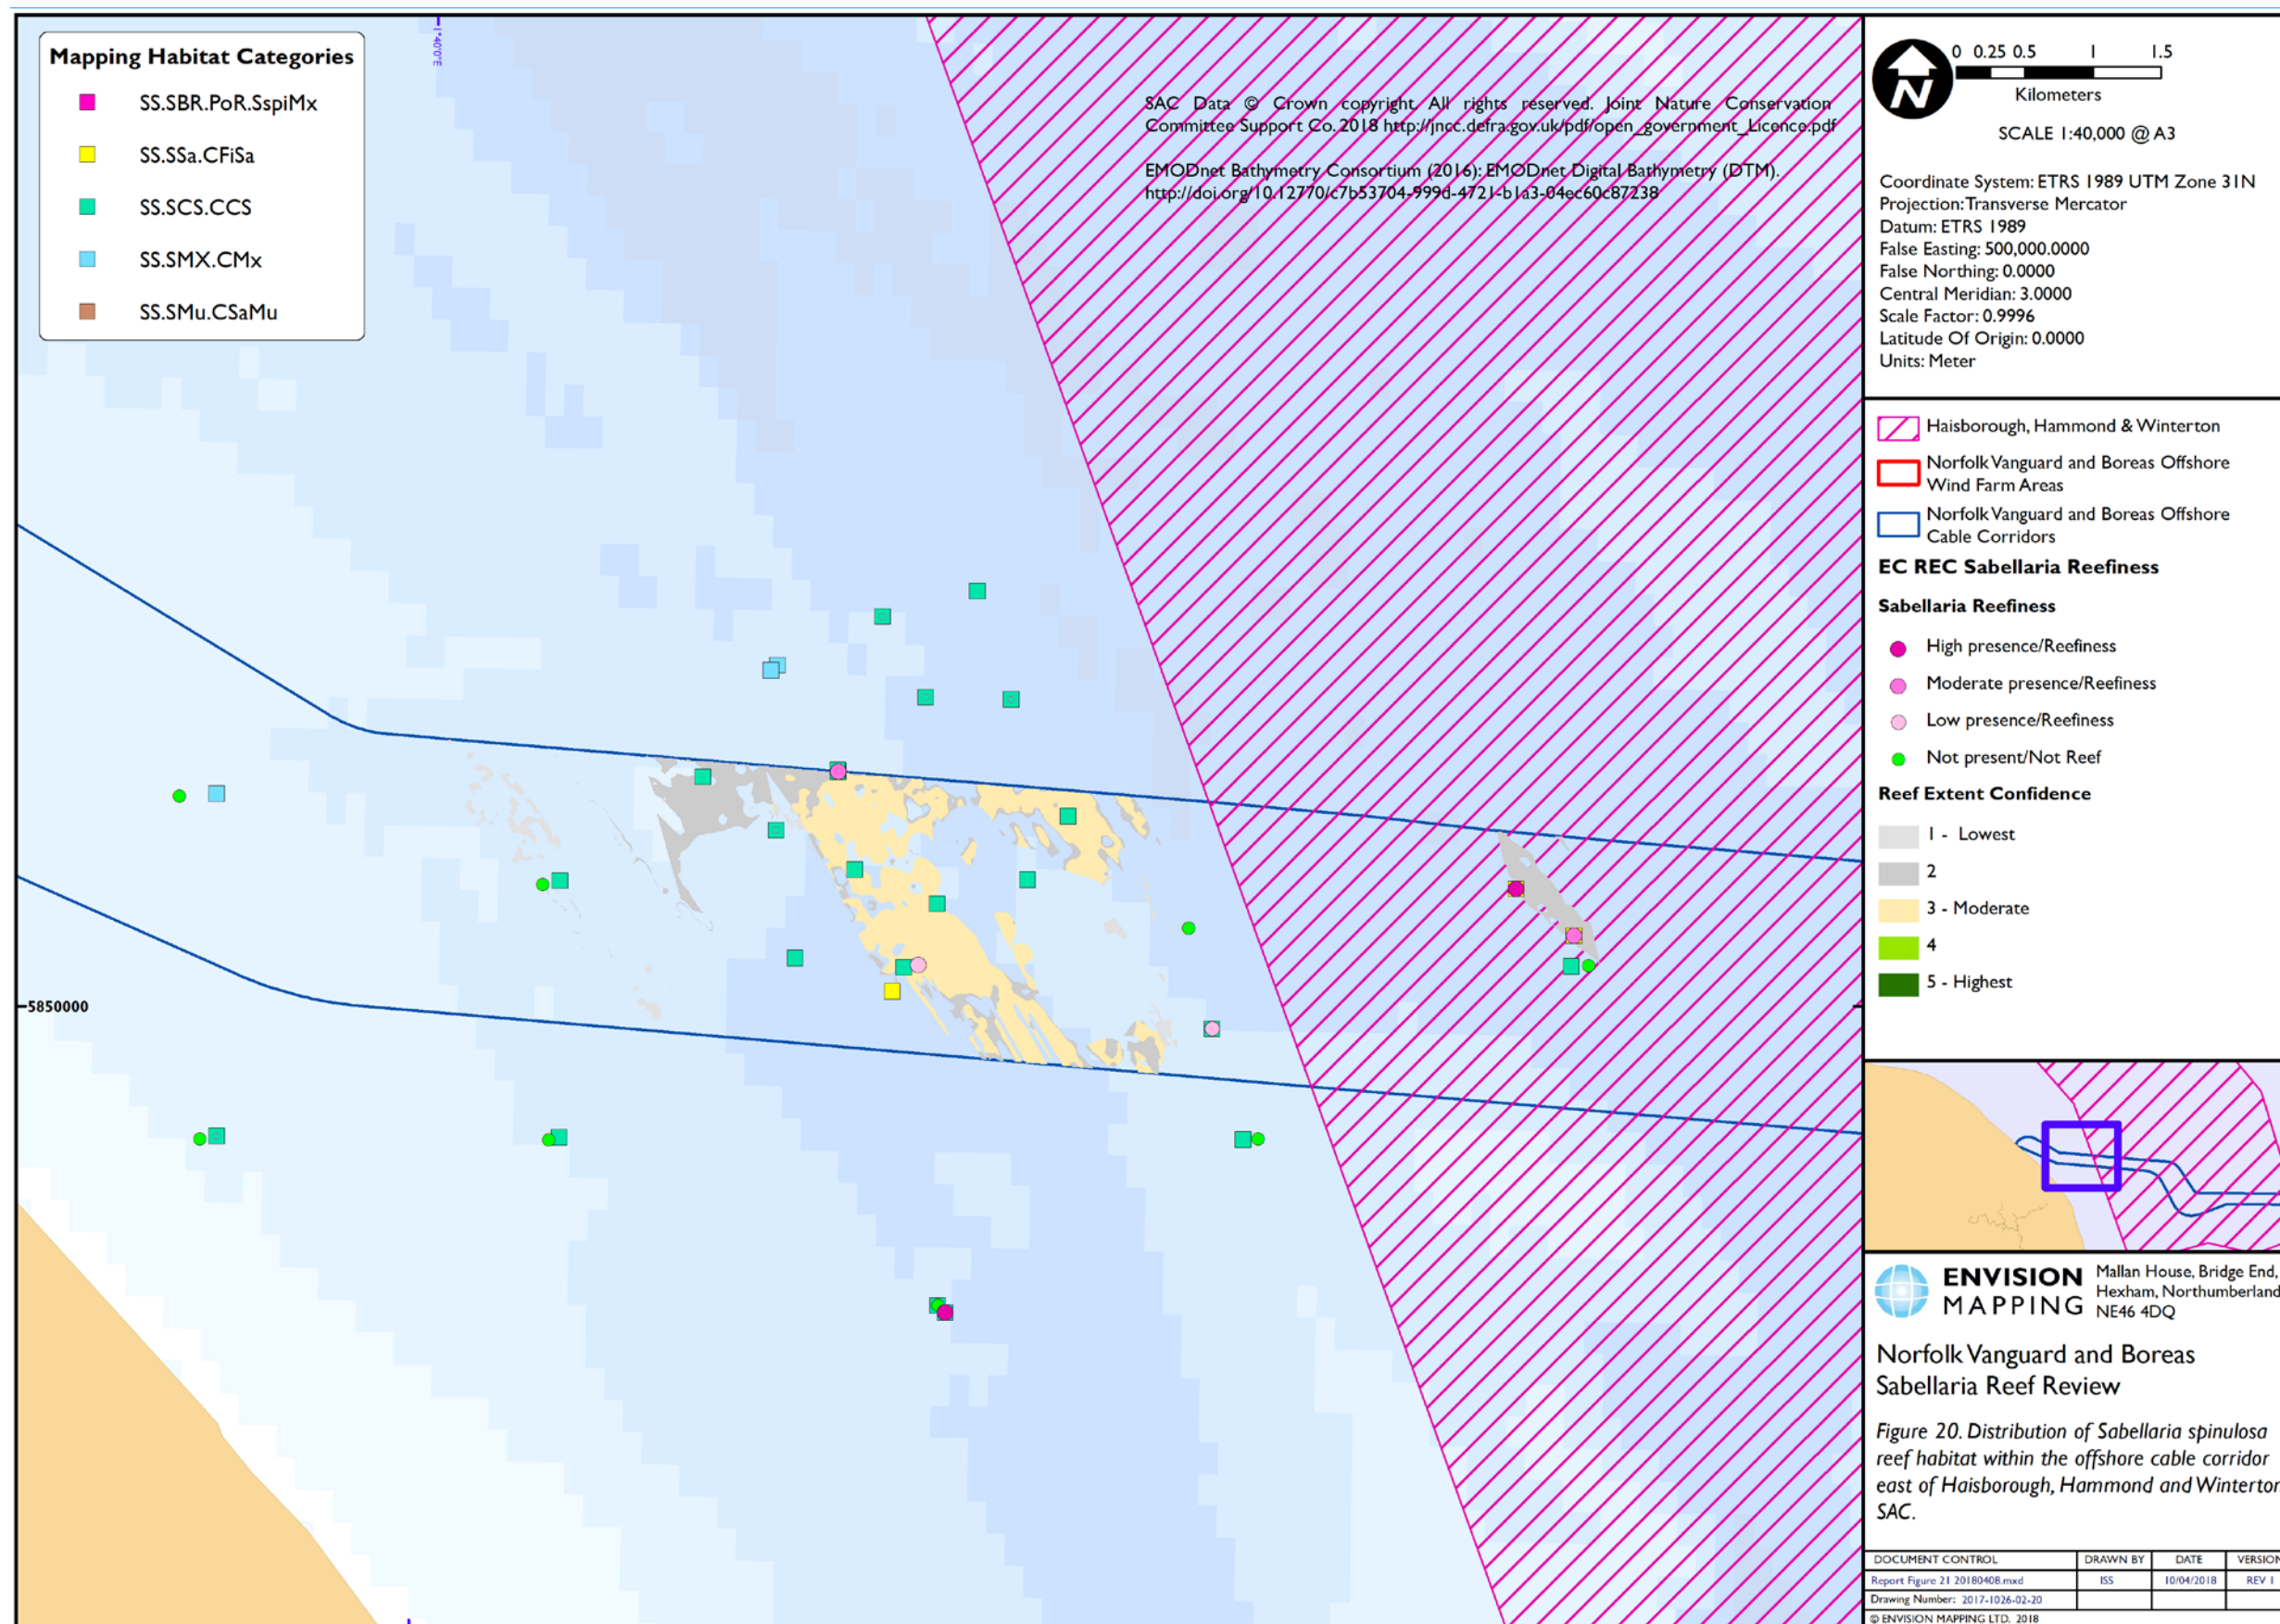 Mapping Habitat Categories
SS.SBR.PoR.SspiMx
SS.SSa.CFiSa
SS.SCS.CCS
SS.SMX.CMx
SS.SMu.CSaMu
1°40'0"E
SAC Data © Crown copyright. All rights reserved. Joint Nature Conservation
Committee Support Co. 2018 http://jncc.defra.gov.uk/pdf/open_government_Licence.pdf
EMODnet Bathymetry Consortium (2016): EMODnet Digital Bathymetry (DTM).
http://doi.org/10.12770/c7b53704-999d-4721-b1a3-04ec60c87238
5850000
N
0 0.25 0.5 1 1.5
Kilometers
SCALE 1:40,000 @ A3
Coordinate System: ETRS 1989 UTM Zone 31N
Projection: Transverse Mercator
Datum: ETRS 1989
False Easting: 500,000.0000
False Northing: 0.0000
Central Meridian: 3.0000
Scale Factor: 0.9996
Latitude Of Origin: 0.0000
Units: Meter
Haisborough, Hammond & Winterton
Norfolk Vanguard and Boreas Offshore
Wind Farm Areas
Norfolk Vanguard and Boreas Offshore
Cable Corridors
EC REC Sabellaria Reefiness
Sabellaria Reefiness
High presence/Reefiness
Moderate presence/Reefiness
Low presence/Reefiness
Not present/Not Reef
Reef Extent Confidence
1 - Lowest
2
3 - Moderate
4
5 - Highest
ENVISION
MAPPING
Mallan House, Bridge End,
Hexham, Northumberland
NE46 4DQ
Norfolk Vanguard and Boreas
Sabellaria Reef Review
Figure 20. Distribution of Sabellaria spinulosa
reef habitat within the offshore cable corridor
east of Haisborough, Hammond and Winterton
SAC.
DOCUMENT CONTROL DRAWN BY DATE VERSION
Report Figure 21 20180408.mxd ISS 10/04/2018 REV 1
Drawing Number: 2017-1026-02-20
© ENVISION MAPPING LTD. 2018